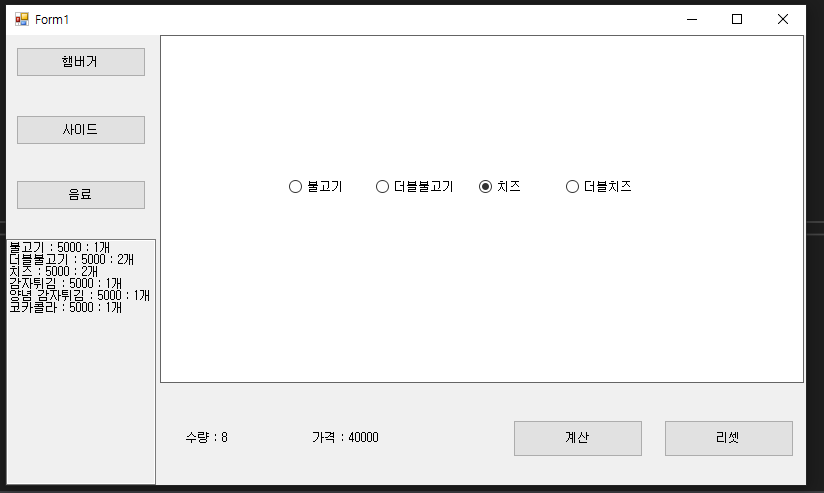 Form1
햄버거
사이드
음료
불고기 : 5000 : 1개
더블불고기 : 5000 : 2개
치즈 : 5000 : 2개
감자튀김 : 5000 : 1개
양념 감자튀김 : 5000 : 1개
코카콜라 : 5000 : 1개
불고기 더블불고기 치즈 더블치즈
수량 : 8 가격 : 40000 계산 리셋